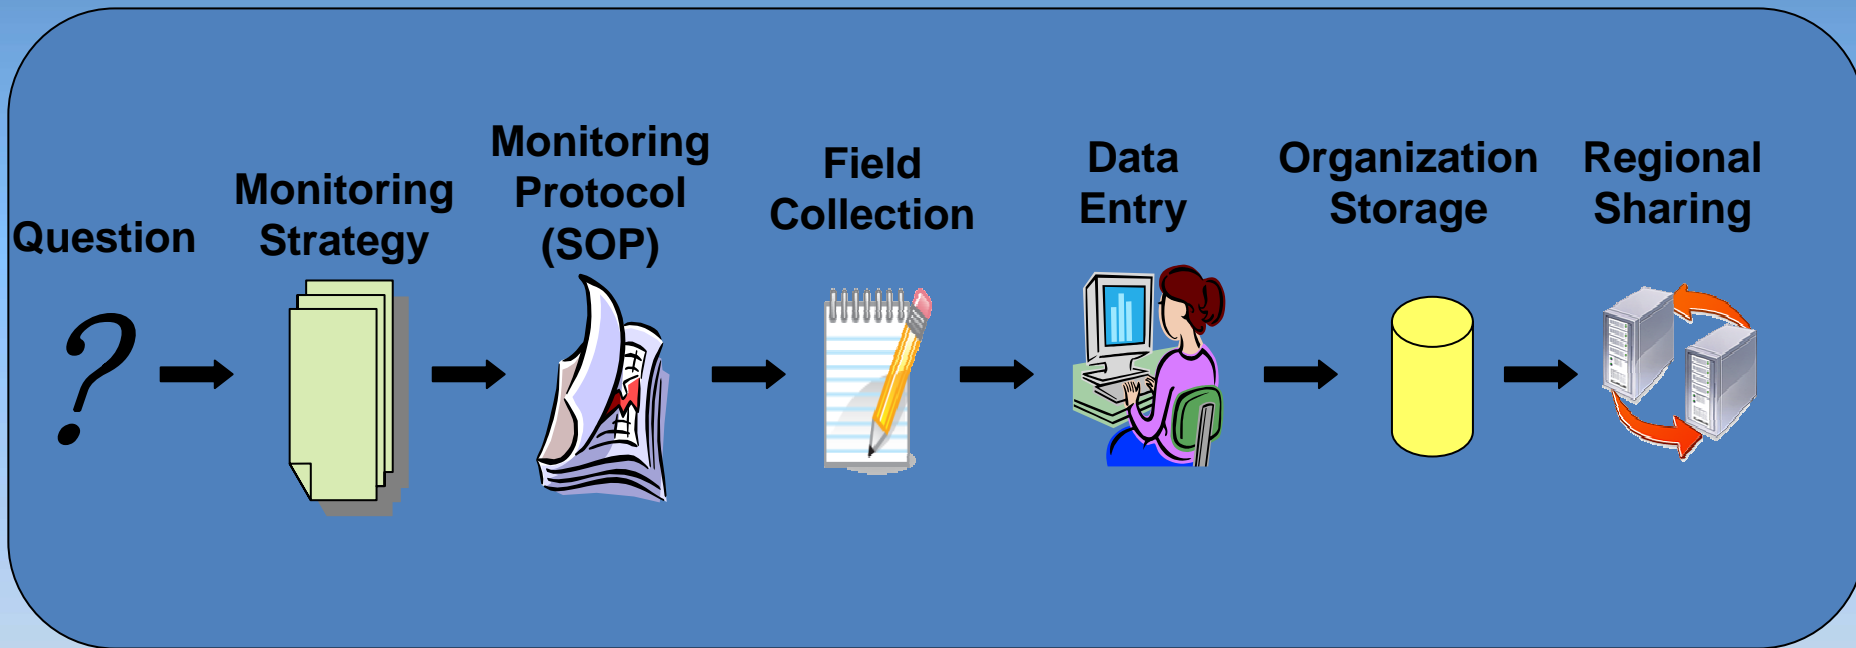 Question
Monitoring
Strategy
Monitoring
Protocol
(SOP)
Field
Collection
Data
Entry
Organization
Storage
Regional
Sharing